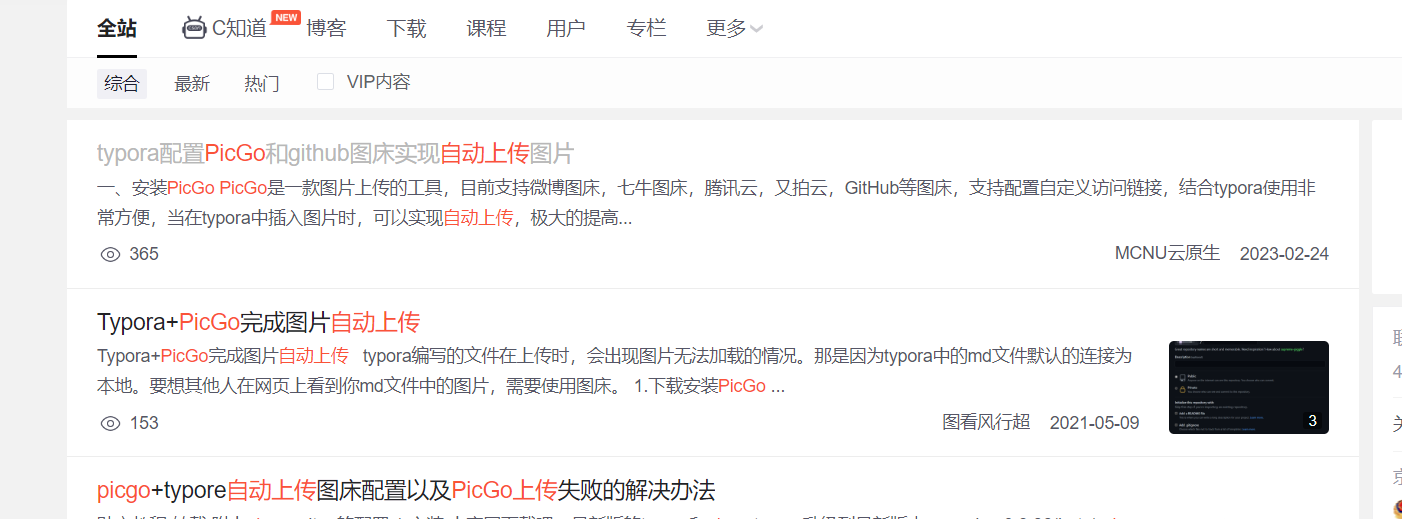 全站 C知道 NEW 博客 下载 课程 用户 专栏 更多
综合 最新 热门 VIP内容
typora配置PicGo和github图床实现自动上传图片
一、安装PicGo PicGo是一款图片上传的工具，目前支持微博图床，七牛图床，腾讯云，又拍云，GitHub等图床，支持配置自定义访问链接，结合typora使用非
常方便，当在typora中插入图片时，可以实现自动上传，极大的提高...
365 MCNU云原生 2023-02-24
Typora+PicGo完成图片自动上传
Typora+PicGo完成图片自动上传 typora编写的文件在上传时，会出现图片无法加载的情况。那是因为typora中的md文件默认的连接为
本地。要想其他人在网页上看到你md文件中的图片，需要使用图床。 1.下载安装PicGo ...
3
153 图看风行超 2021-05-09
picgo+typore自动上传图床配置以及PicGo上传失败的解决办法